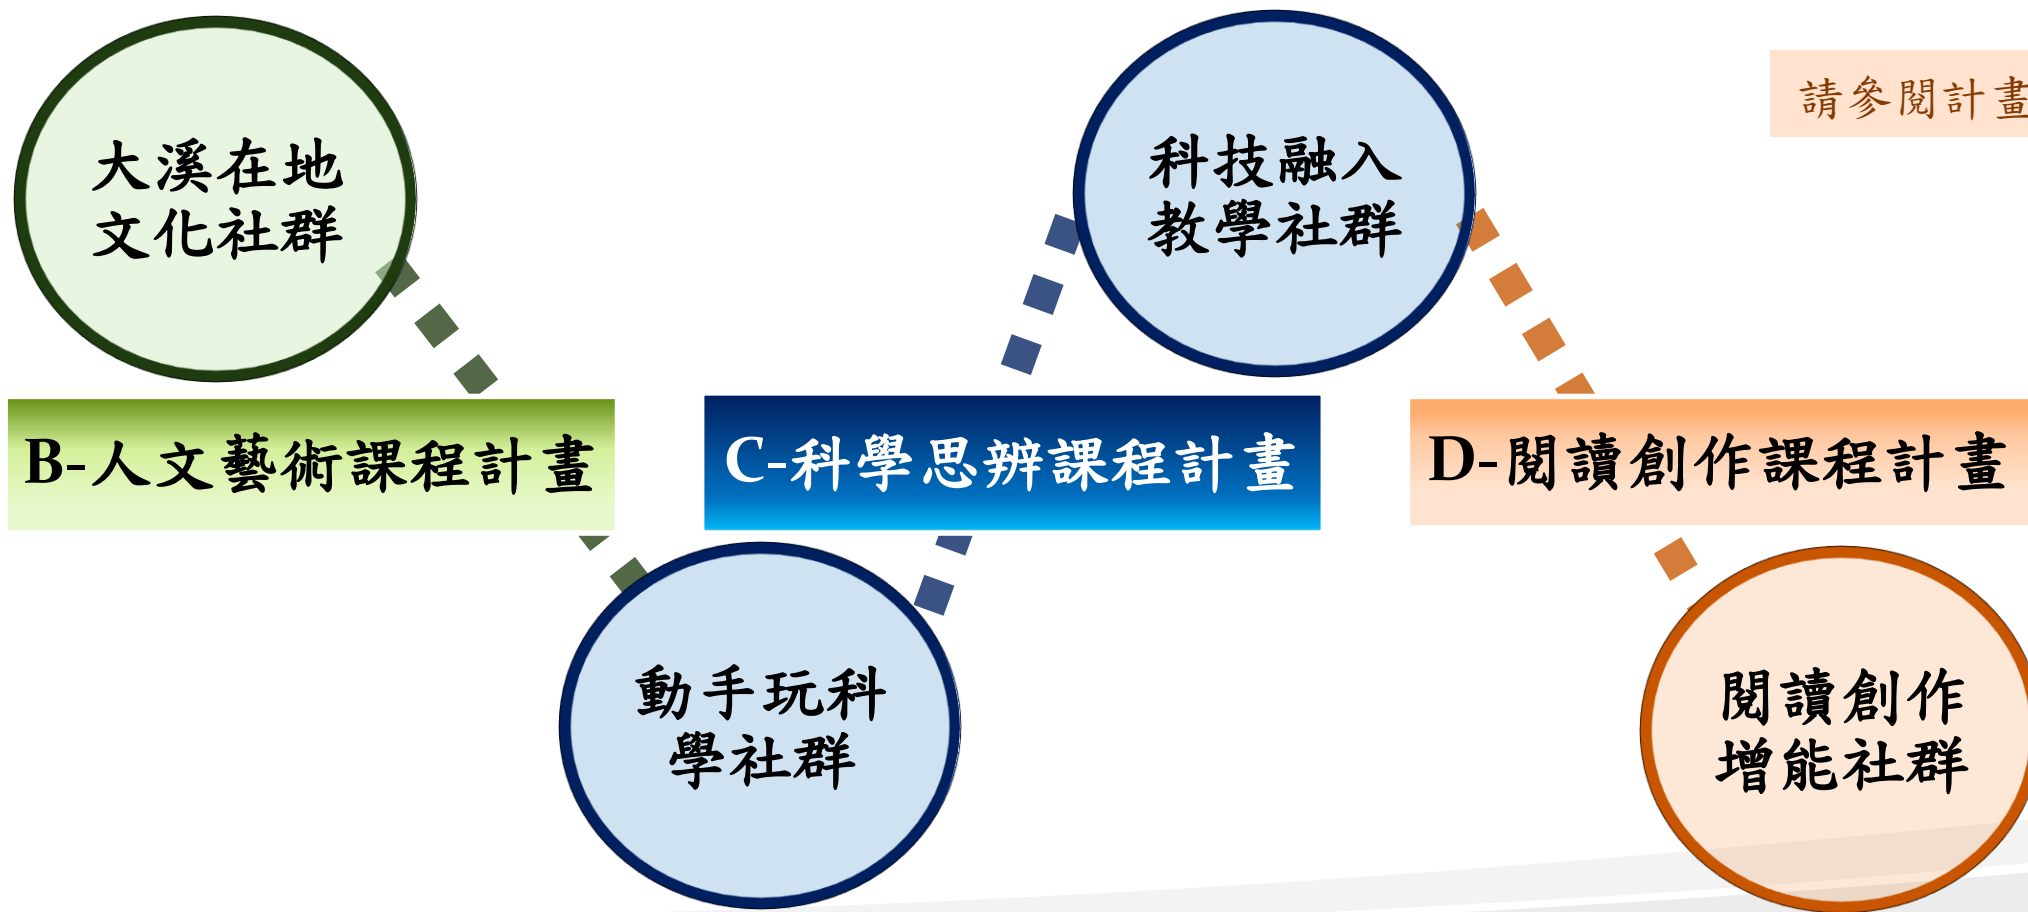 大溪在地
文化社群
科技融入
教學社群
請參閱計畫
B-人文藝術課程計畫
C-科學思辨課程計畫
D-閱讀創作課程計畫
動手玩科
學社群
閱讀創作
增能社群